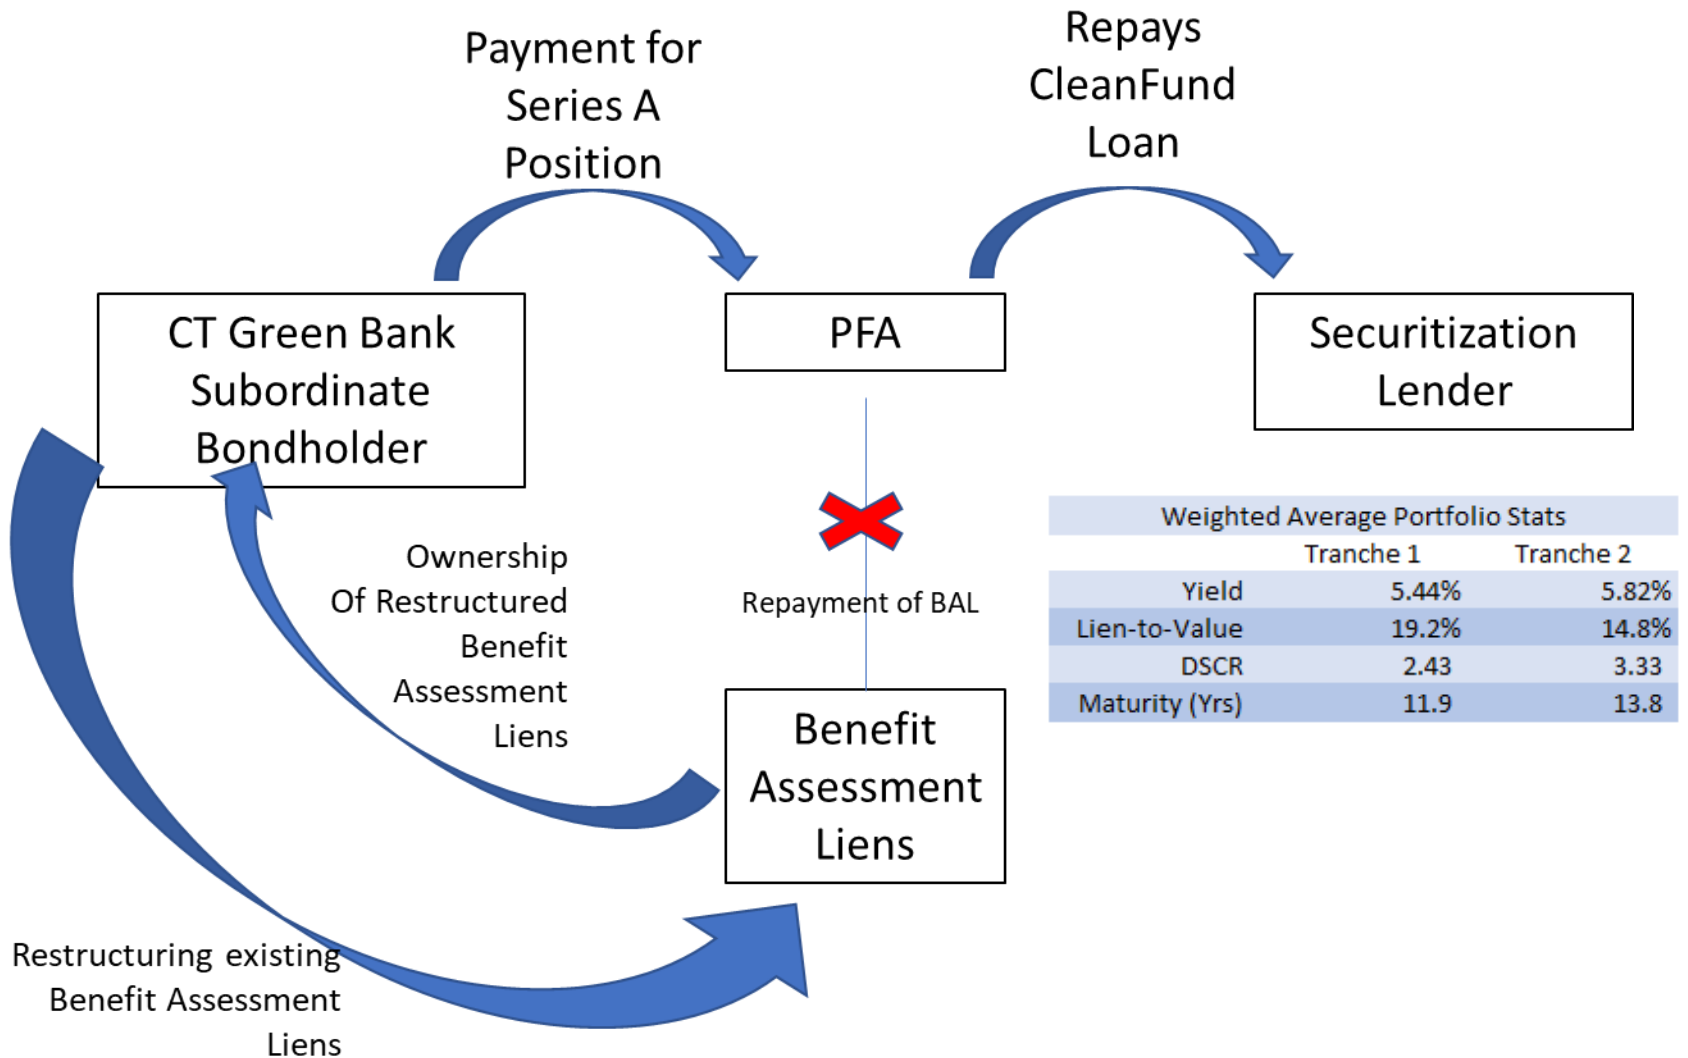 Payment for
Series A
Position
Repays
CleanFund
Loan
CT Green Bank
Subordinate
Bondholder
PFA
Securitization
Lender
Ownership
Of Restructured
Benefit
Assessment
Liens
Repayment of BAL
Weighted Average Portfolio Stats
Tranche 1 Tranche 2
Yield 5.44% 5.82%
Lien-to-Value 19.2% 14.8%
DSCR 2.43 3.33
Maturity (Yrs) 11.9 13.8
Benefit
Assessment
Liens
Restructuring existing
Benefit Assessment
Liens